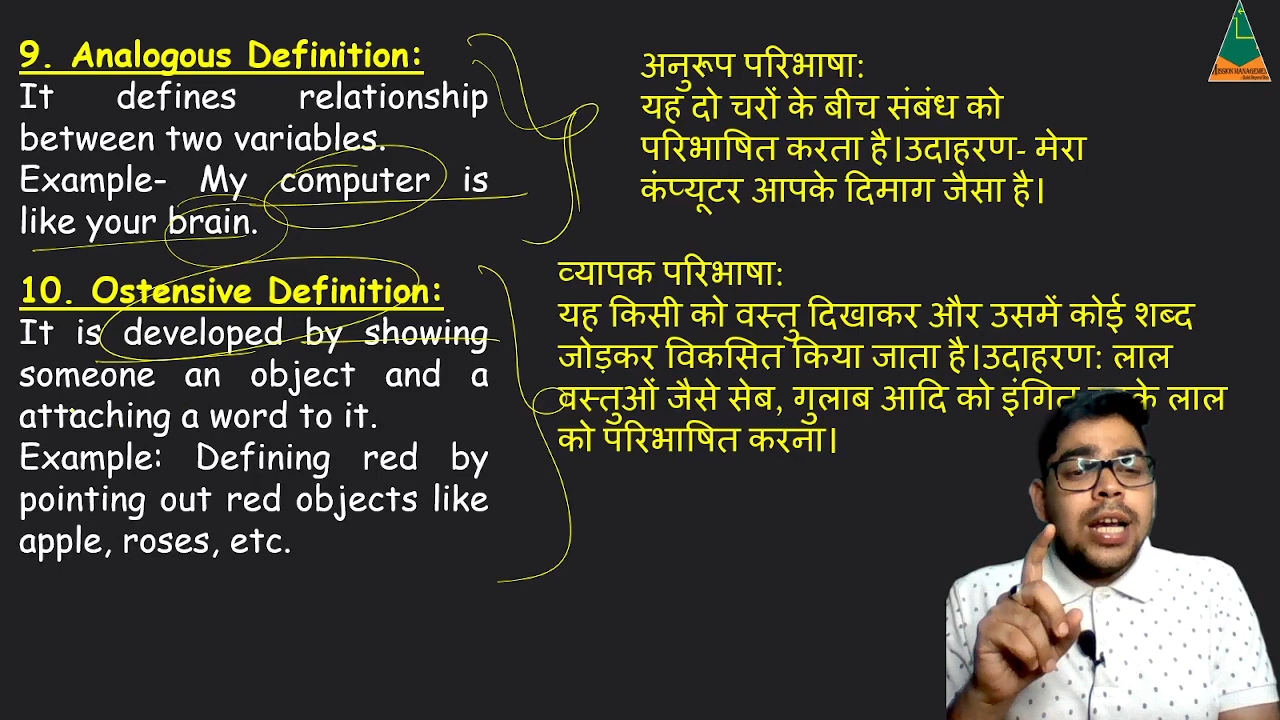 9. Analogous Definition:
It defines relationship
between two variables.
Example- My computer is
like your brain.
10. Ostensive Definition:
It is developed by showing
someone an object and a
attaching a word to it.
Example: Defining red by
pointing out red objects like
apple, roses, etc.
अनुरूप परिभाषा:
यह दो चरों के बीच संबंध को
परिभाषित करता है।उदाहरण- मेरा
कंप्यूटर आपके दिमाग जैसा है।
व्यापक परिभाषा:
यह किसी को वस्तु दिखाकर और उसमें कोई शब्द
जोड़कर विकसित किया जाता है।उदाहरण: लाल
वस्तुओं जैसे सेब, गुलाब आदि को इंगित लाल
को परिभाषित करना।